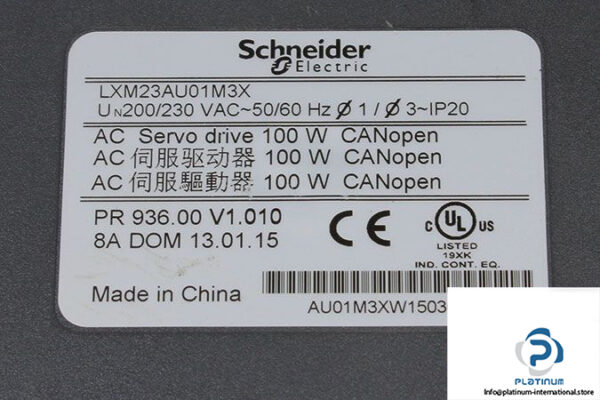 Schneider
Electric
LXM23AU01M3X
UN200/230 VAC~50/60 Hz Ø 1 / Ø 3~IP20
AC Servo drive 100 W CANopen
AC 伺服驱动器 100 W CANopen
AC 伺服驅動器 100 W CANopen
PR 936.00 V1.010
8A DOM 13.01.15
CE
C UL US
LISTED
19XK
IND. CONT. EQ.
Made in China
AU01M3XW1503
PLATINUM
info@platinum-international.store